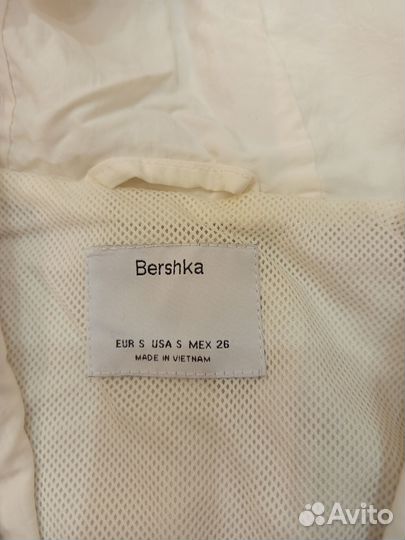 Bershka
EUR S USA S MEX 26
MADE IN VIETNAM
Avito